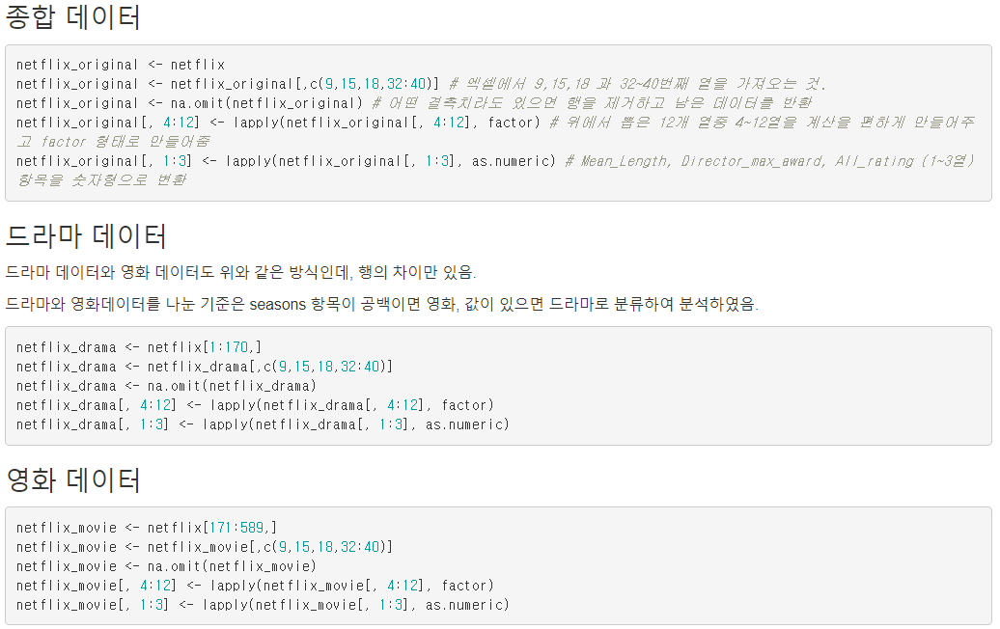 종합 데이터
netflix_original <- netflix
netflix_original <- netflix_original[,c(9,15,18,32:40)] # 엑셀에서 9,15,18 과 32~40번째 열을 가져오는 것.
netflix_original <- na.omit(netflix_original) # 어떤 결측치라도 있으면 행을 제거하고 남은 데이터를 반환
netflix_original[, 4:12] <- lapply(netflix_original[, 4:12], factor) # 위에서 뽑은 12개 열중 4~12열을 계산을 편하게 만들어주
고 factor 형태로 만들어줌
netflix_original[, 1:3] <- lapply(netflix_original[, 1:3], as.numeric) # Mean_Length, Director_max_award, All_rating (1~3열)
항목을 숫자형으로 변환
드라마 데이터
드라마 데이터와 영화 데이터도 위와 같은 방식인데, 행의 차이만 있음.
드라마와 영화데이터를 나눈 기준은 seasons 항목이 공백이면 영화, 값이 있으면 드라마로 분류하여 분석하였음.
netflix_drama <- netflix[1:170,]
netflix_drama <- netflix_drama[,c(9,15,18,32:40)]
netflix_drama <- na.omit(netflix_drama)
netflix_drama[, 4:12] <- lapply(netflix_drama[, 4:12], factor)
netflix_drama[, 1:3] <- lapply(netflix_drama[, 1:3], as.numeric)
영화 데이터
netflix_movie <- netflix[171:589,]
netflix_movie <- netflix_movie[,c(9,15,18,32:40)]
netflix_movie <- na.omit(netflix_movie)
netflix_movie[, 4:12] <- lapply(netflix_movie[, 4:12], factor)
netflix_movie[, 1:3] <- lapply(netflix_movie[, 1:3], as.numeric)